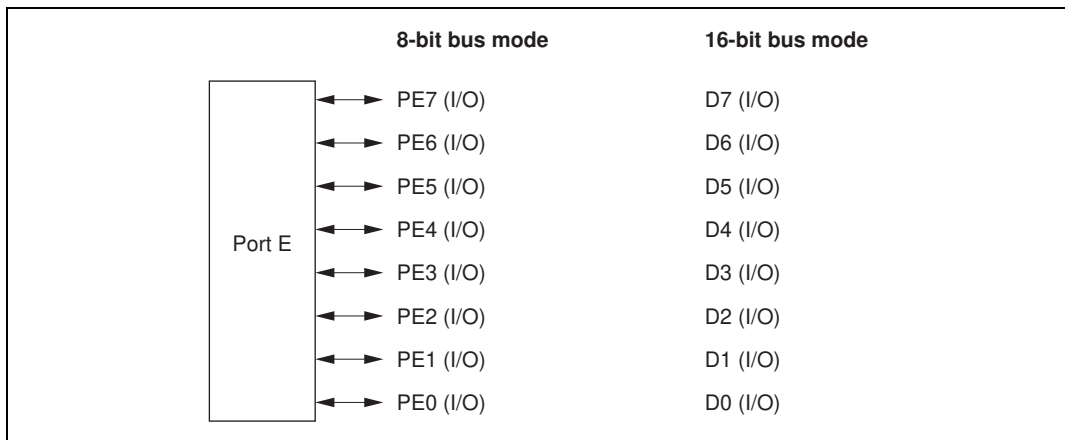 8-bit bus mode 16-bit bus mode
PE7 (I/O) D7 (I/O)
PE6 (I/O) D6 (I/O)
PE5 (I/O) D5 (I/O)
PE4 (I/O) D4 (I/O)
Port E
PE3 (I/O) D3 (I/O)
PE2 (I/O) D2 (I/O)
PE1 (I/O) D1 (I/O)
PE0 (I/O) D0 (I/O)